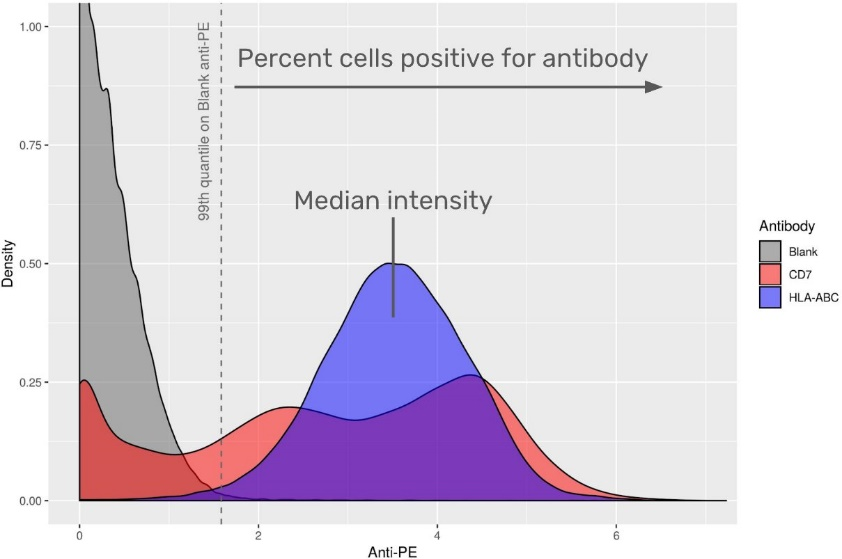 1.00
0.75
0.50
0.25
0.00
Density
99th quantile on Blank anti-PE
Percent cells positive for antibody
Median intensity
0 2 4 6
Anti-PE
Antibody
Blank
CD7
HLA-ABC